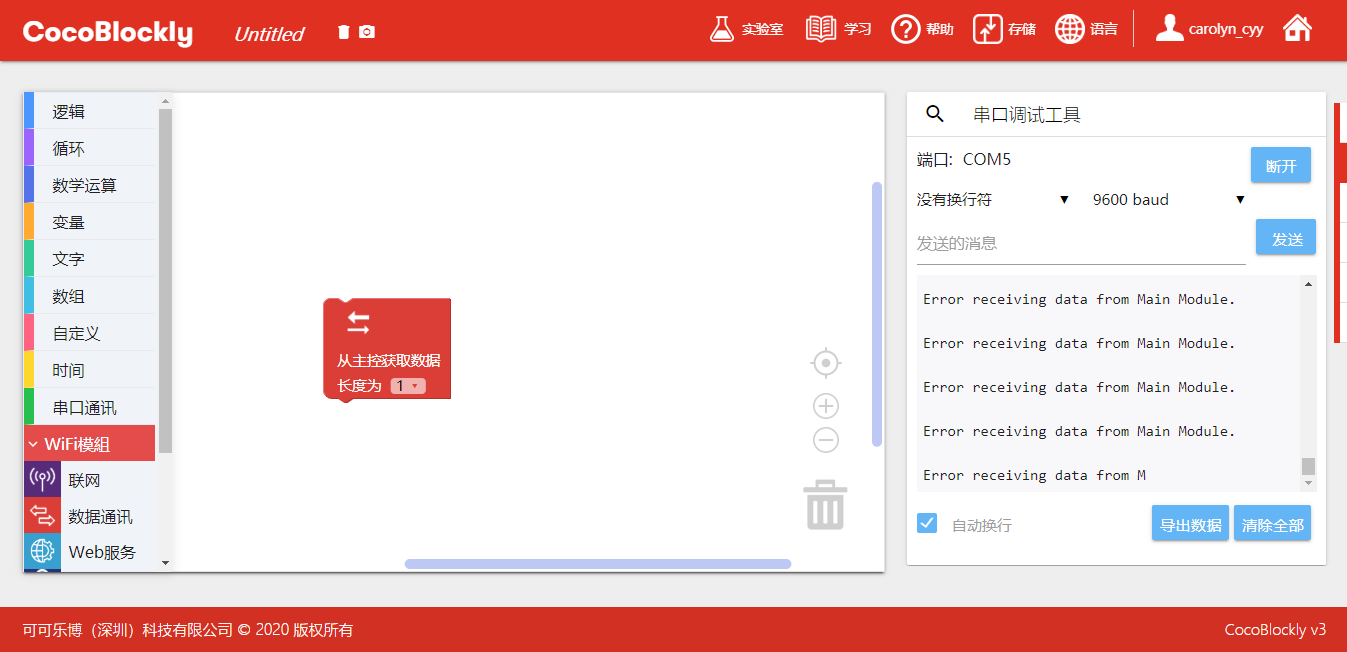 CocoBlockly
Untitled
实验室
学习
帮助
存储
语言
carolyn_cyy
逻辑
循环
数学运算
变量
文字
数组
自定义
时间
串口通讯
WiFi模組
联网
数据通讯
Web服务
从主控获取数据
长度为 1
串口调试工具
端口: COM5
断开
没有换行符
9600 baud
发送的消息
发送
Error receiving data from Main Module.
Error receiving data from Main Module.
Error receiving data from Main Module.
Error receiving data from Main Module.
Error receiving data from M
自动换行
导出数据
清除全部
可可乐博（深圳）科技有限公司 © 2020 版权所有
CocoBlockly v3